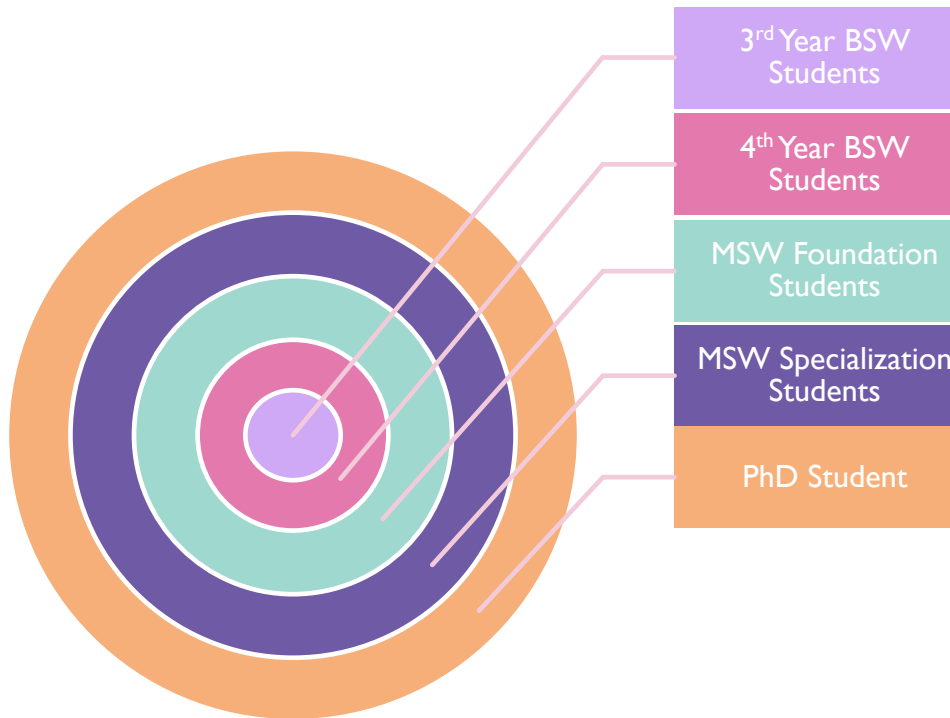 3rd Year BSW
Students
4th Year BSW
Students
MSW Foundation
Students
MSW Specialization
Students
PhD Student